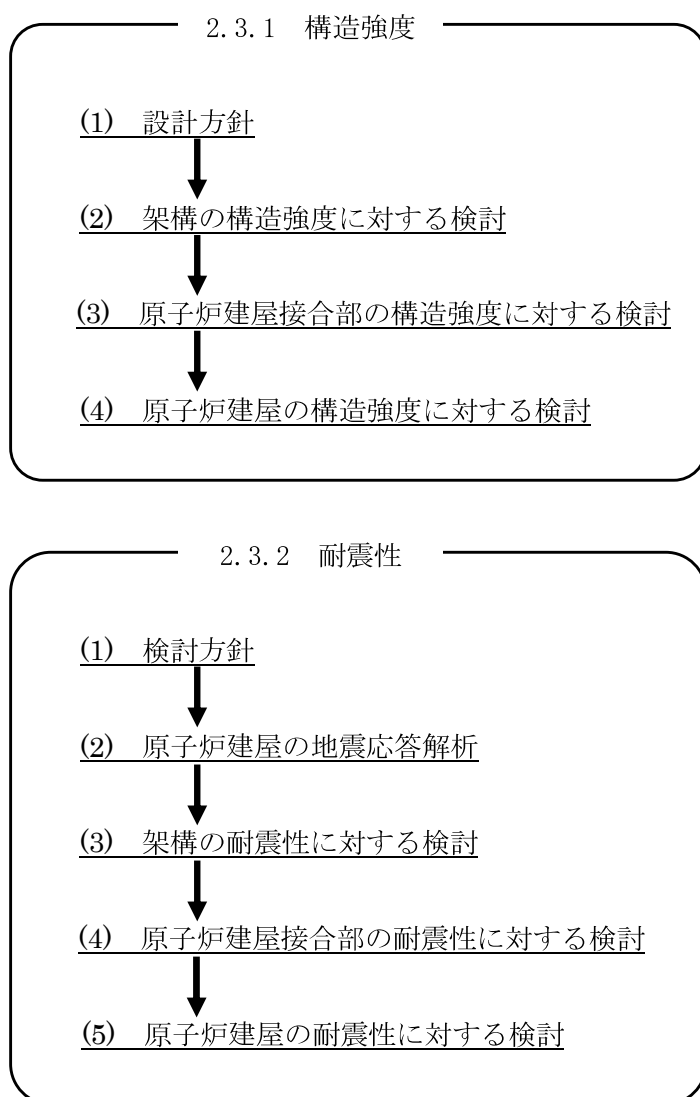 2.3.1 構造強度
(1) 設計方針
(2) 架構の構造強度に対する検討
(3) 原子炉建屋接合部の構造強度に対する検討
(4) 原子炉建屋の構造強度に対する検討
2.3.2 耐震性
(1) 検討方針
(2) 原子炉建屋の地震応答解析
(3) 架構の耐震性に対する検討
(4) 原子炉建屋接合部の耐震性に対する検討
(5) 原子炉建屋の耐震性に対する検討